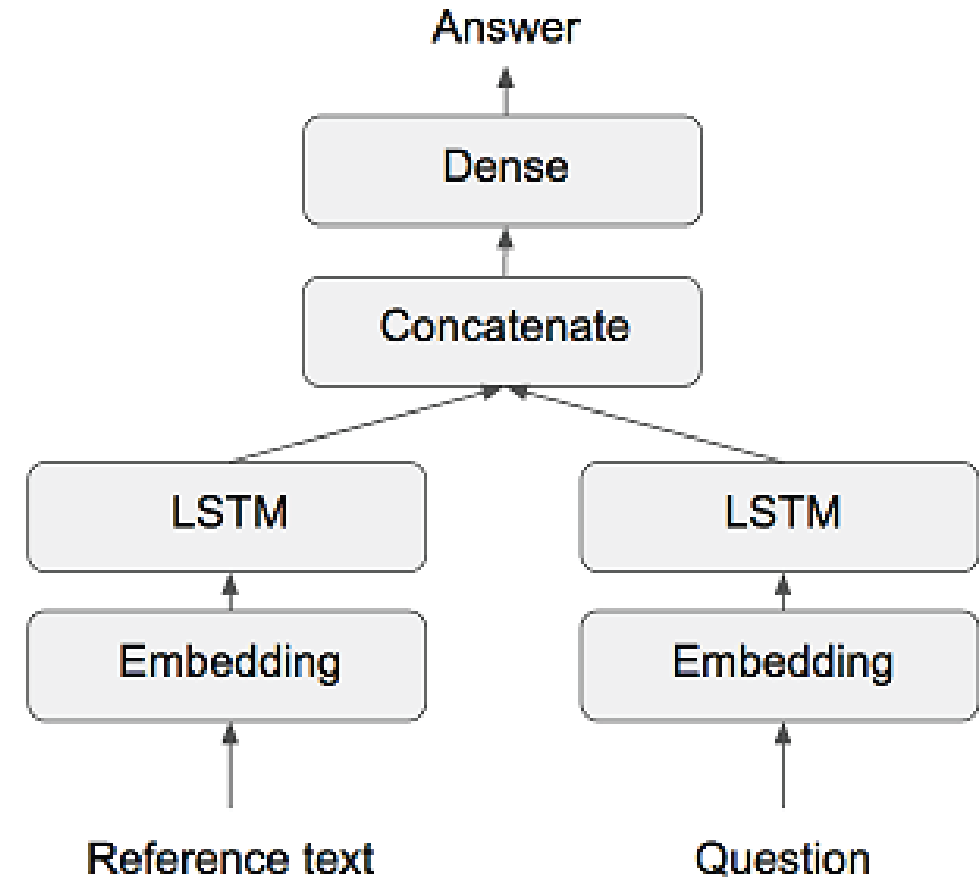 Answer
Dense
Concatenate
LSTM
LSTM
Embedding
Embedding
Reference text
Question